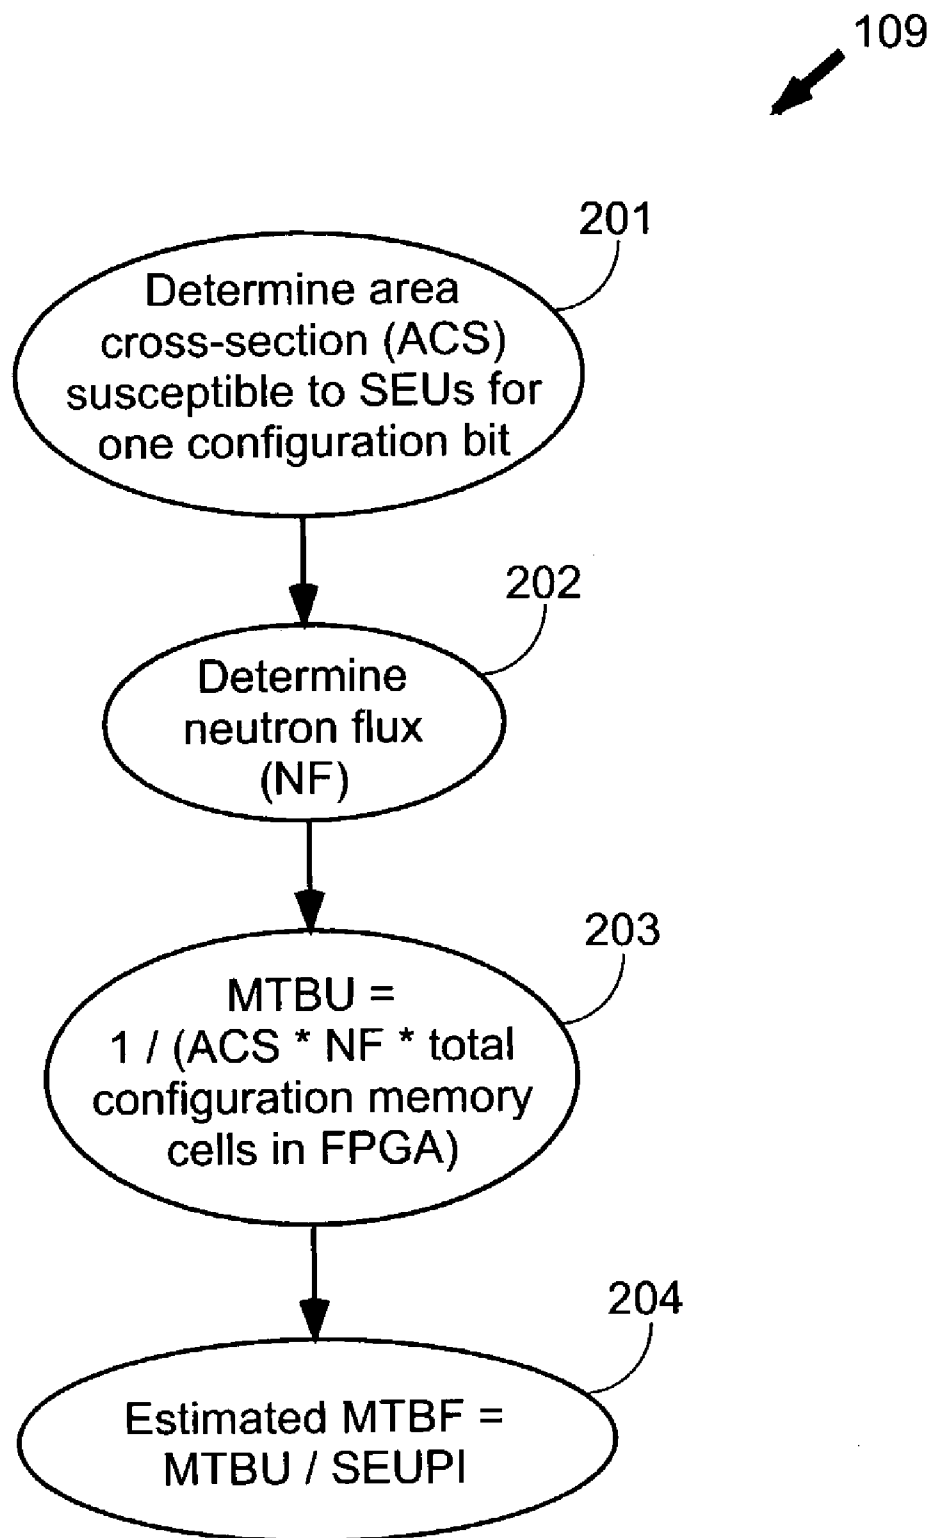 109
201
Determine area
cross-section (ACS)
susceptible to SEUs for
one configuration bit
202
Determine
neutron flux
(NF)
203
MTBU =
1 / (ACS * NF * total
configuration memory
cells in FPGA)
204
Estimated MTBF =
MTBU / SEUPI